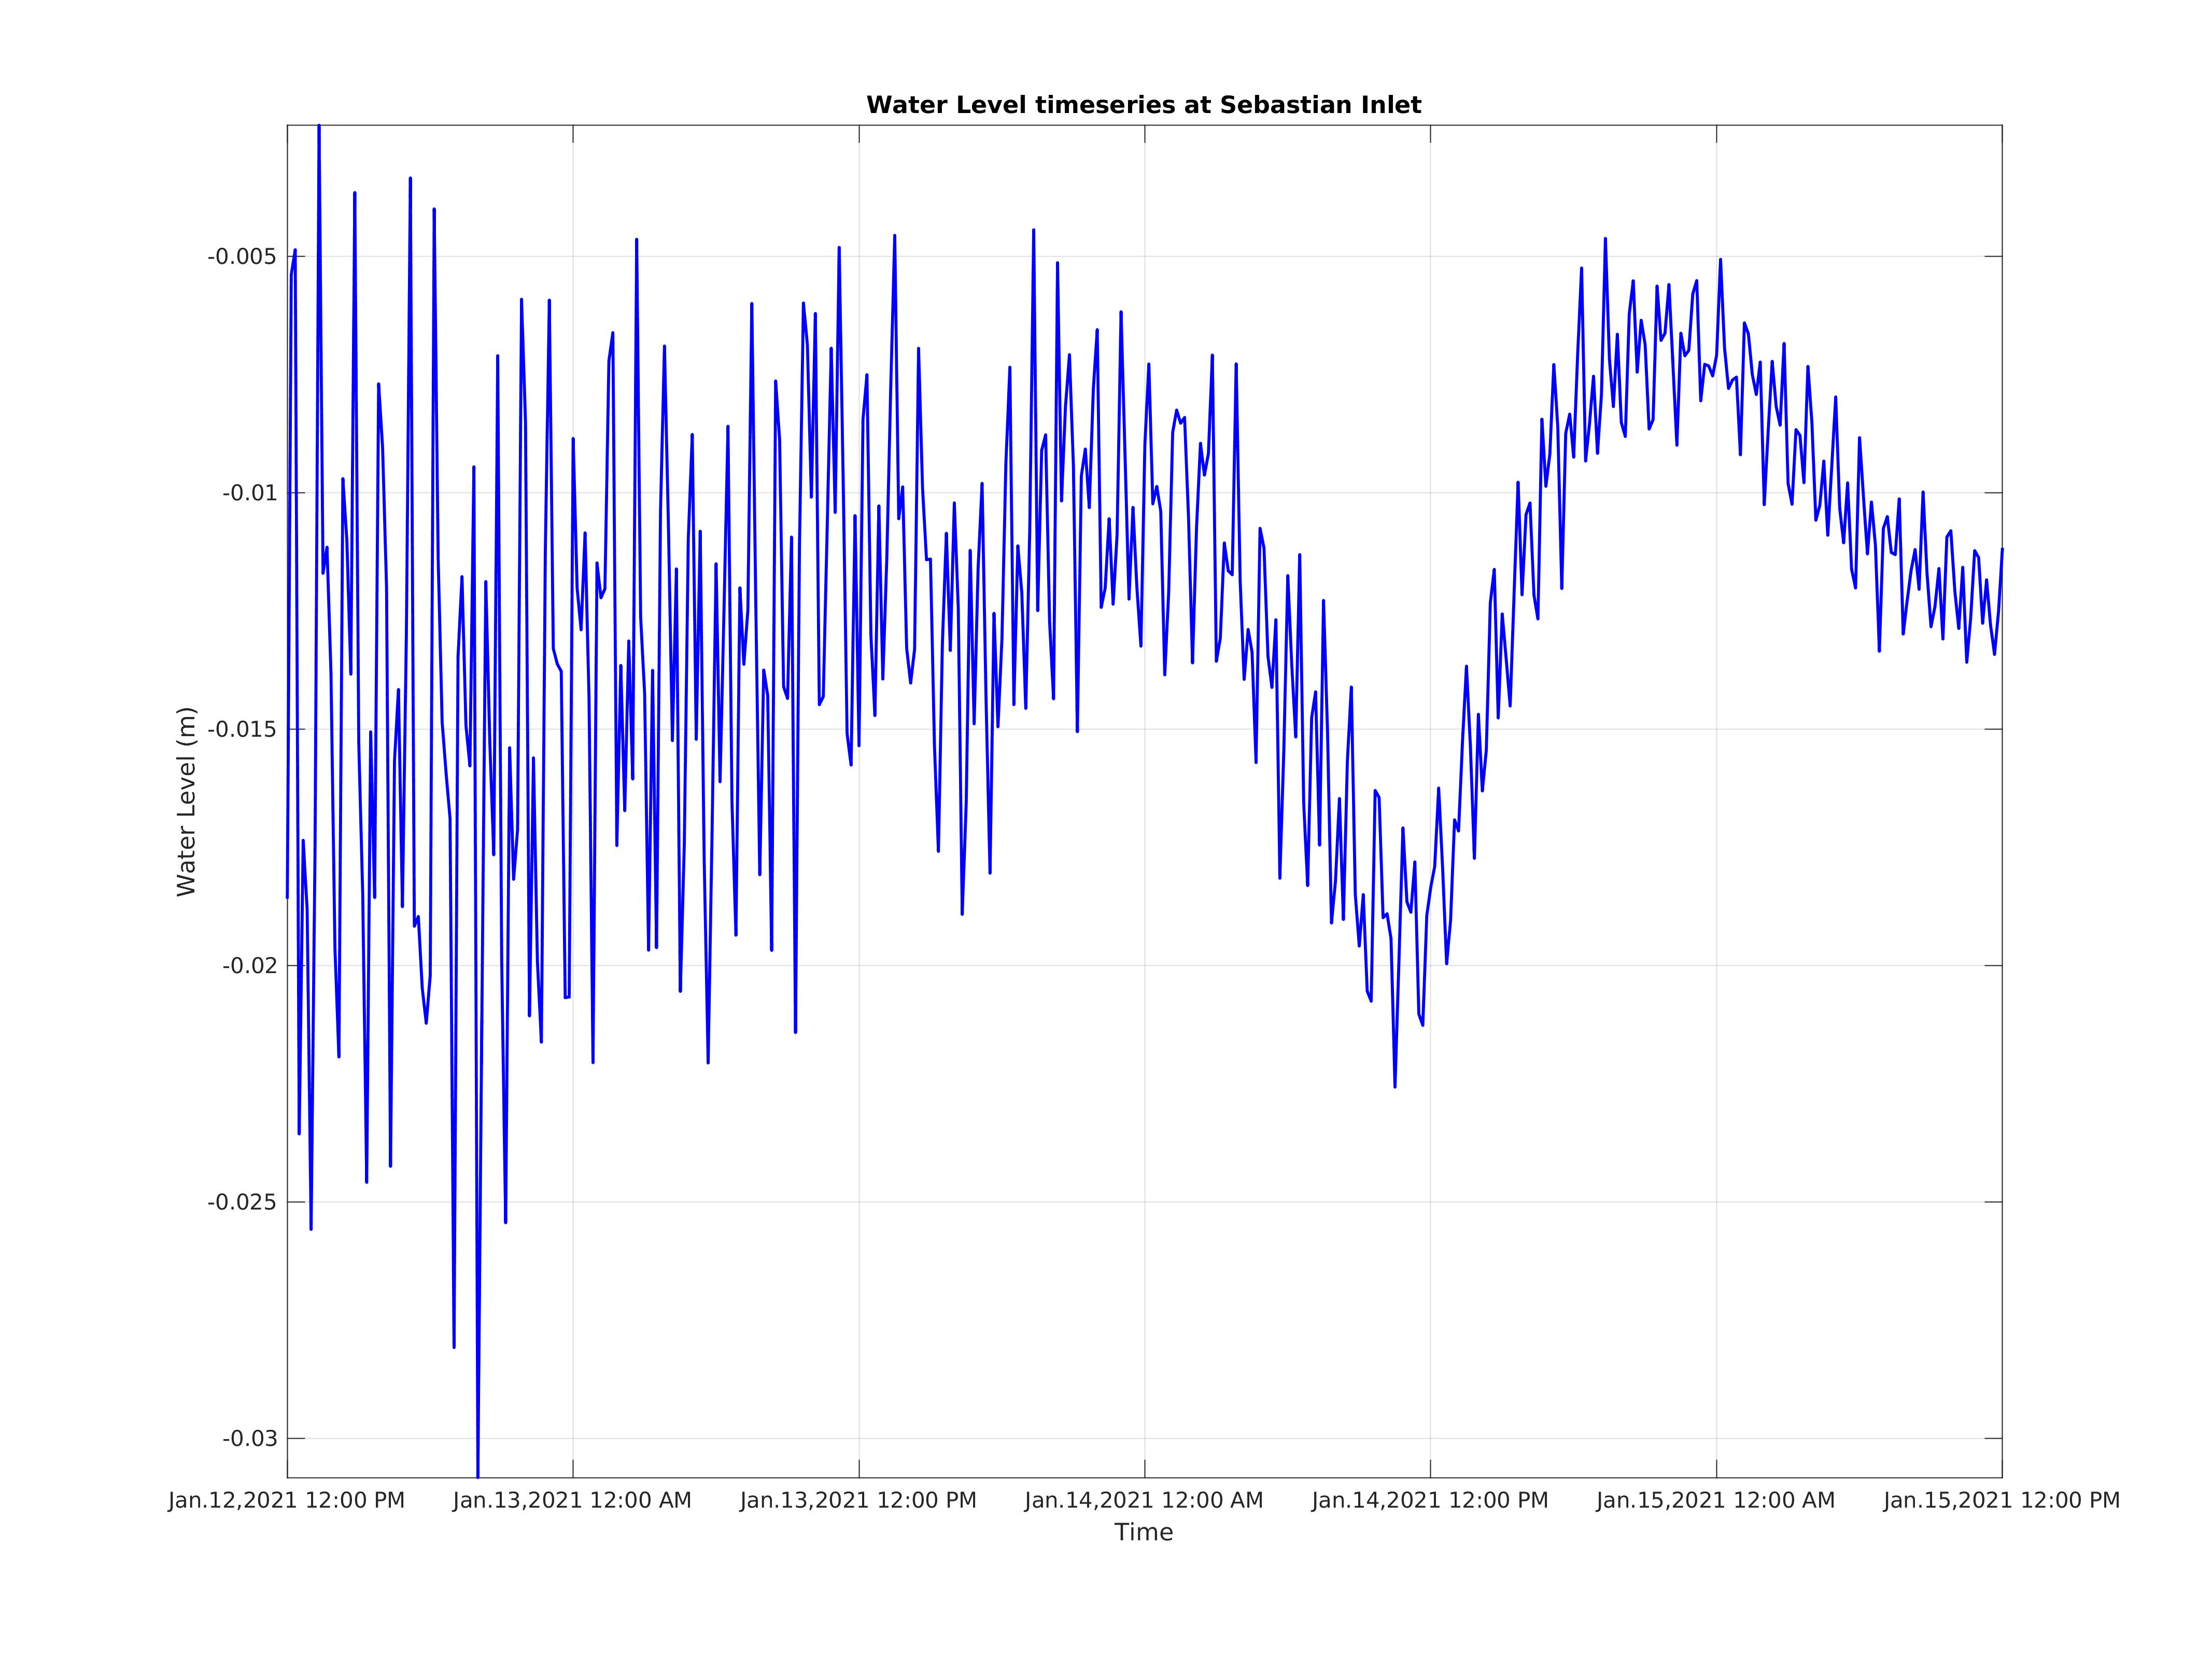 Water Level timeseries at Sebastian Inlet
-0.005
-0.01
-0.015
-0.02
-0.025
-0.03
Water Level (m)
Jan.12,2021 12:00 PM
Jan.13,2021 12:00 AM
Jan.13,2021 12:00 PM
Jan.14,2021 12:00 AM
Jan.14,2021 12:00 PM
Jan.15,2021 12:00 AM
Jan.15,2021 12:00 PM
Time